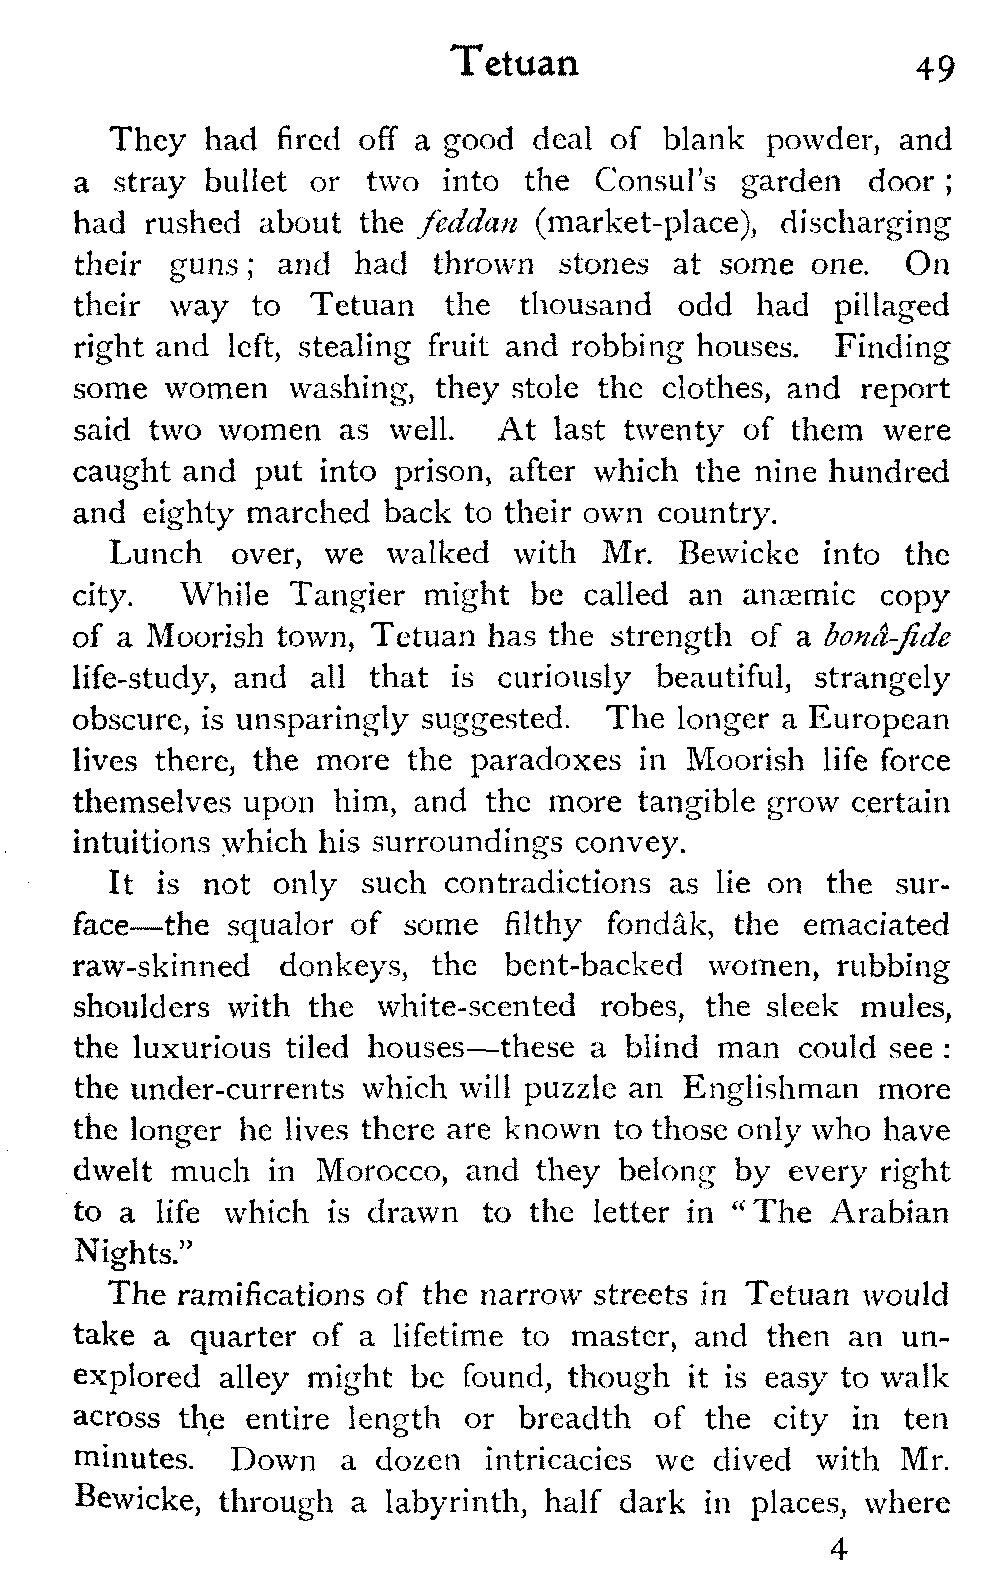 Tetuan 49
They had fired off a good deal of blank powder, and
a stray bullet or two into the Consul's garden door ;
had rushed about the feddan (market-place), discharging
their guns ; and had thrown stones at some one. On
their way to Tetuan the thousand odd had pillaged
right and left, stealing fruit and robbing houses. Finding
some women washing, they stole the clothes, and report
said two women as well. At last twenty of them were
caught and put into prison, after which the nine hundred
and eighty marched back to their own country.
Lunch over, we walked with Mr. Bewicke into the
city. While Tangier might be called an anæmic copy
of a Moorish town, Tetuan has the strength of a bonâ-fide
life-study, and all that is curiously beautiful, strangely
obscure, is unsparingly suggested. The longer a European
lives there, the more the paradoxes in Moorish life force
themselves upon him, and the more tangible grow certain
intuitions which his surroundings convey.
It is not only such contradictions as lie on the sur-
face—the squalor of some filthy fondâk, the emaciated
raw-skinned donkeys, the bent-backed women, rubbing
shoulders with the white-scented robes, the sleek mules,
the luxurious tiled houses—these a blind man could see :
the under-currents which will puzzle an Englishman more
the longer he lives there are known to those only who have
dwelt much in Morocco, and they belong by every right
to a life which is drawn to the letter in “The Arabian
Nights.”
The ramifications of the narrow streets in Tetuan would
take a quarter of a lifetime to master, and then an un-
explored alley might be found, though it is easy to walk
across the entire length or breadth of the city in ten
minutes. Down a dozen intricacies we dived with Mr.
Bewicke, through a labyrinth, half dark in places, where
4